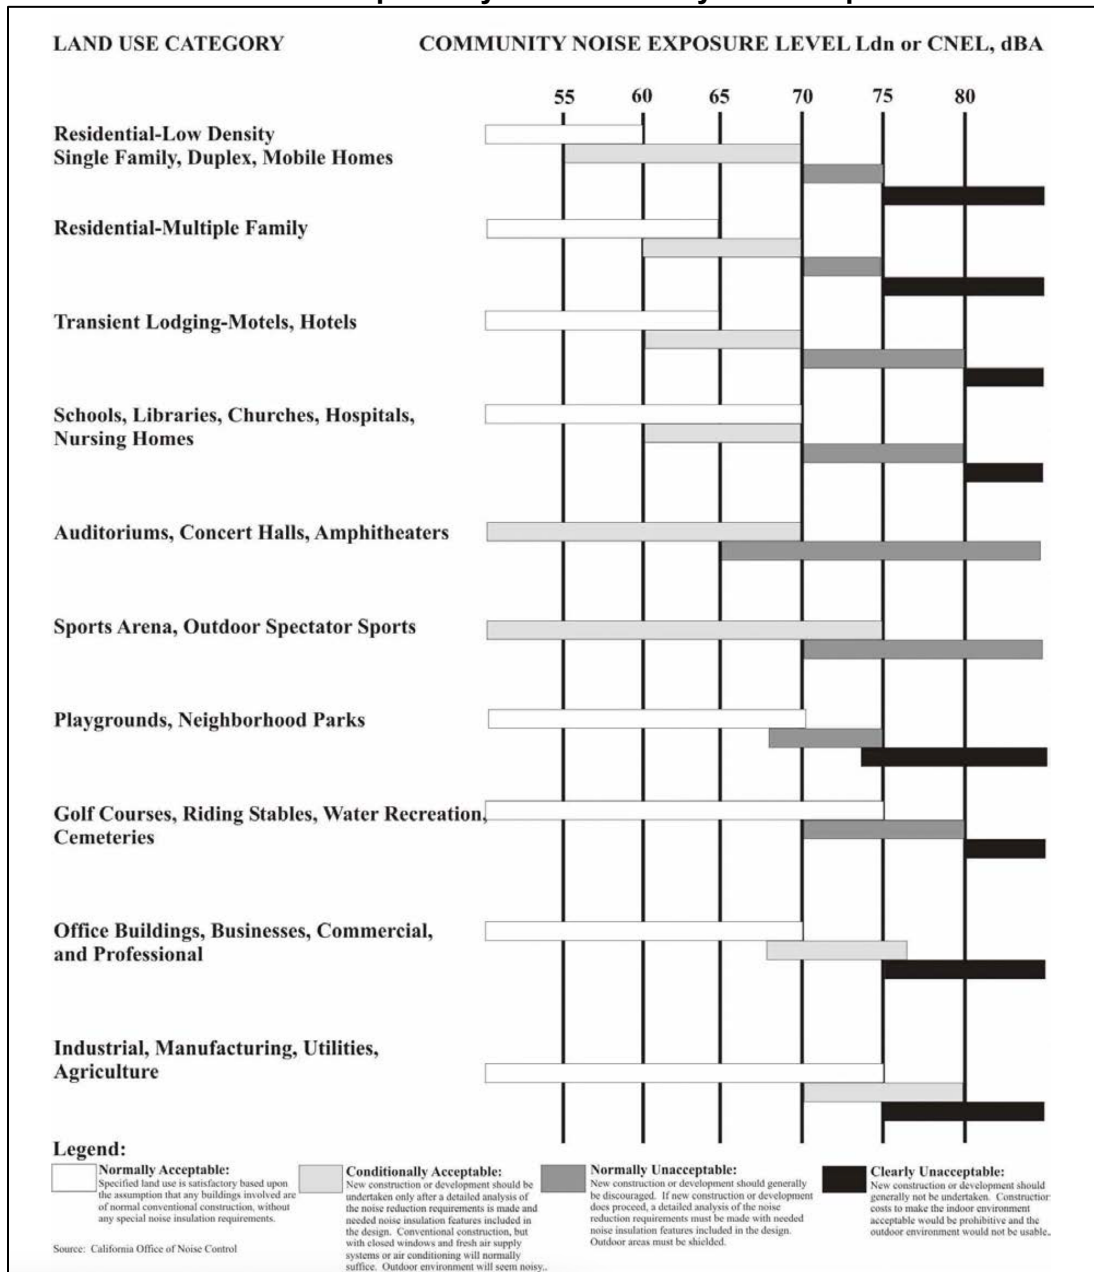 LAND USE CATEGORY
COMMUNITY NOISE EXPOSURE LEVEL Ldn or CNEL, dBA
55 60 65 70 75 80
Residential-Low Density
Single Family, Duplex, Mobile Homes
Residential-Multiple Family
Transient Lodging-Motels, Hotels
Schools, Libraries, Churches, Hospitals,
Nursing Homes
Auditoriums, Concert Halls, Amphitheaters
Sports Arena, Outdoor Spectator Sports
Playgrounds, Neighborhood Parks
Golf Courses, Riding Stables, Water Recreation,
Cemeteries
Office Buildings, Businesses, Commercial,
and Professional
Industrial, Manufacturing, Utilities,
Agriculture
Legend:
Normally Acceptable:
Specified land use is satisfactory based upon
the assumption that any buildings involved are
of normal conventional construction, without
any special noise insulation requirements.
Conditionally Acceptable:
New construction or development should be
undertaken only after a detailed analysis of
the noise reduction requirements is made and
needed noise insulation features included in
the design. Conventional construction, but
with closed windows and fresh air supply
systems or air conditioning will normally
suffice. Outdoor environment will seem noisy..
Normally Unacceptable:
New construction or development should generally
be discouraged. If new construction or development
does proceed, a detailed analysis of the noise
reduction requirements must be made with needed
noise insulation features included in the design.
Outdoor areas must be shielded.
Clearly Unacceptable:
New construction or development should
generally not be undertaken. Construction
costs to make the indoor environment
acceptable would be prohibitive and the
outdoor environment would not be usable.
Source: California Office of Noise Control